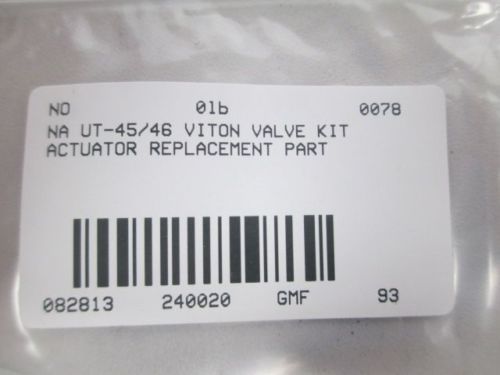 NO 01b 0078
NA UT-45/46 VITON VALVE KIT
ACTUATOR REPLACEMENT PART
082813 240020 GMF 93